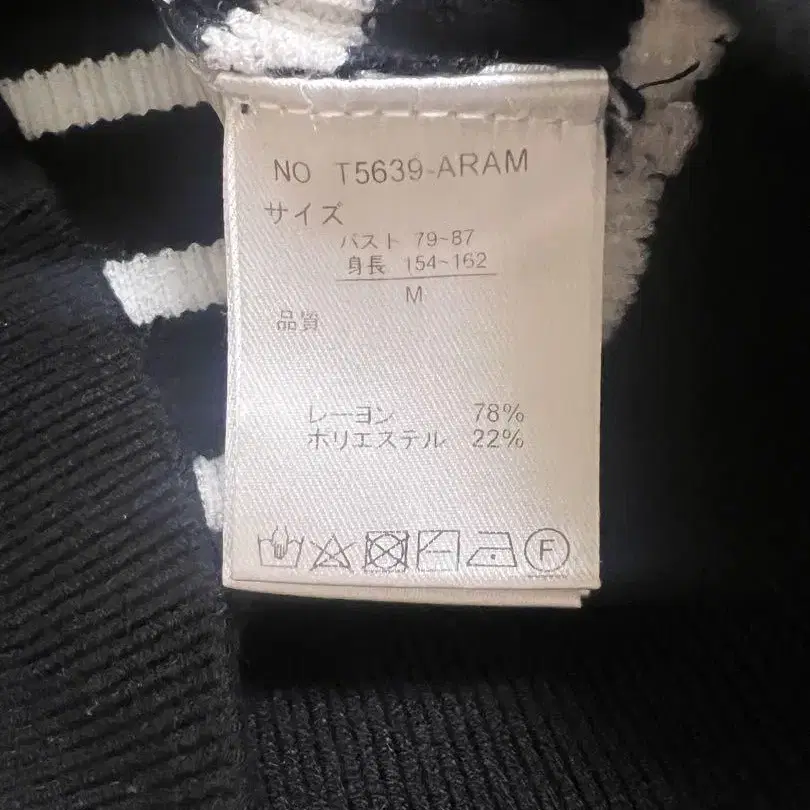 NO T5639-ARAM
サイズ
バスト 79~87
身長 154~162
M
品質
レーヨン 78%
ポリエステル 22%
F